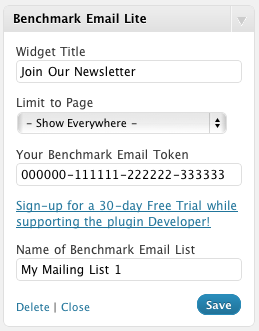 Benchmark Email Lite
Widget Title
Join Our Newsletter
Limit to Page
- Show Everywhere -
Your Benchmark Email Token
000000-111111-222222-333333
Sign-up for a 30-day Free Trial while
supporting the plugin Developer!
Name of Benchmark Email List
My Mailing List 1
Delete | Close
Save